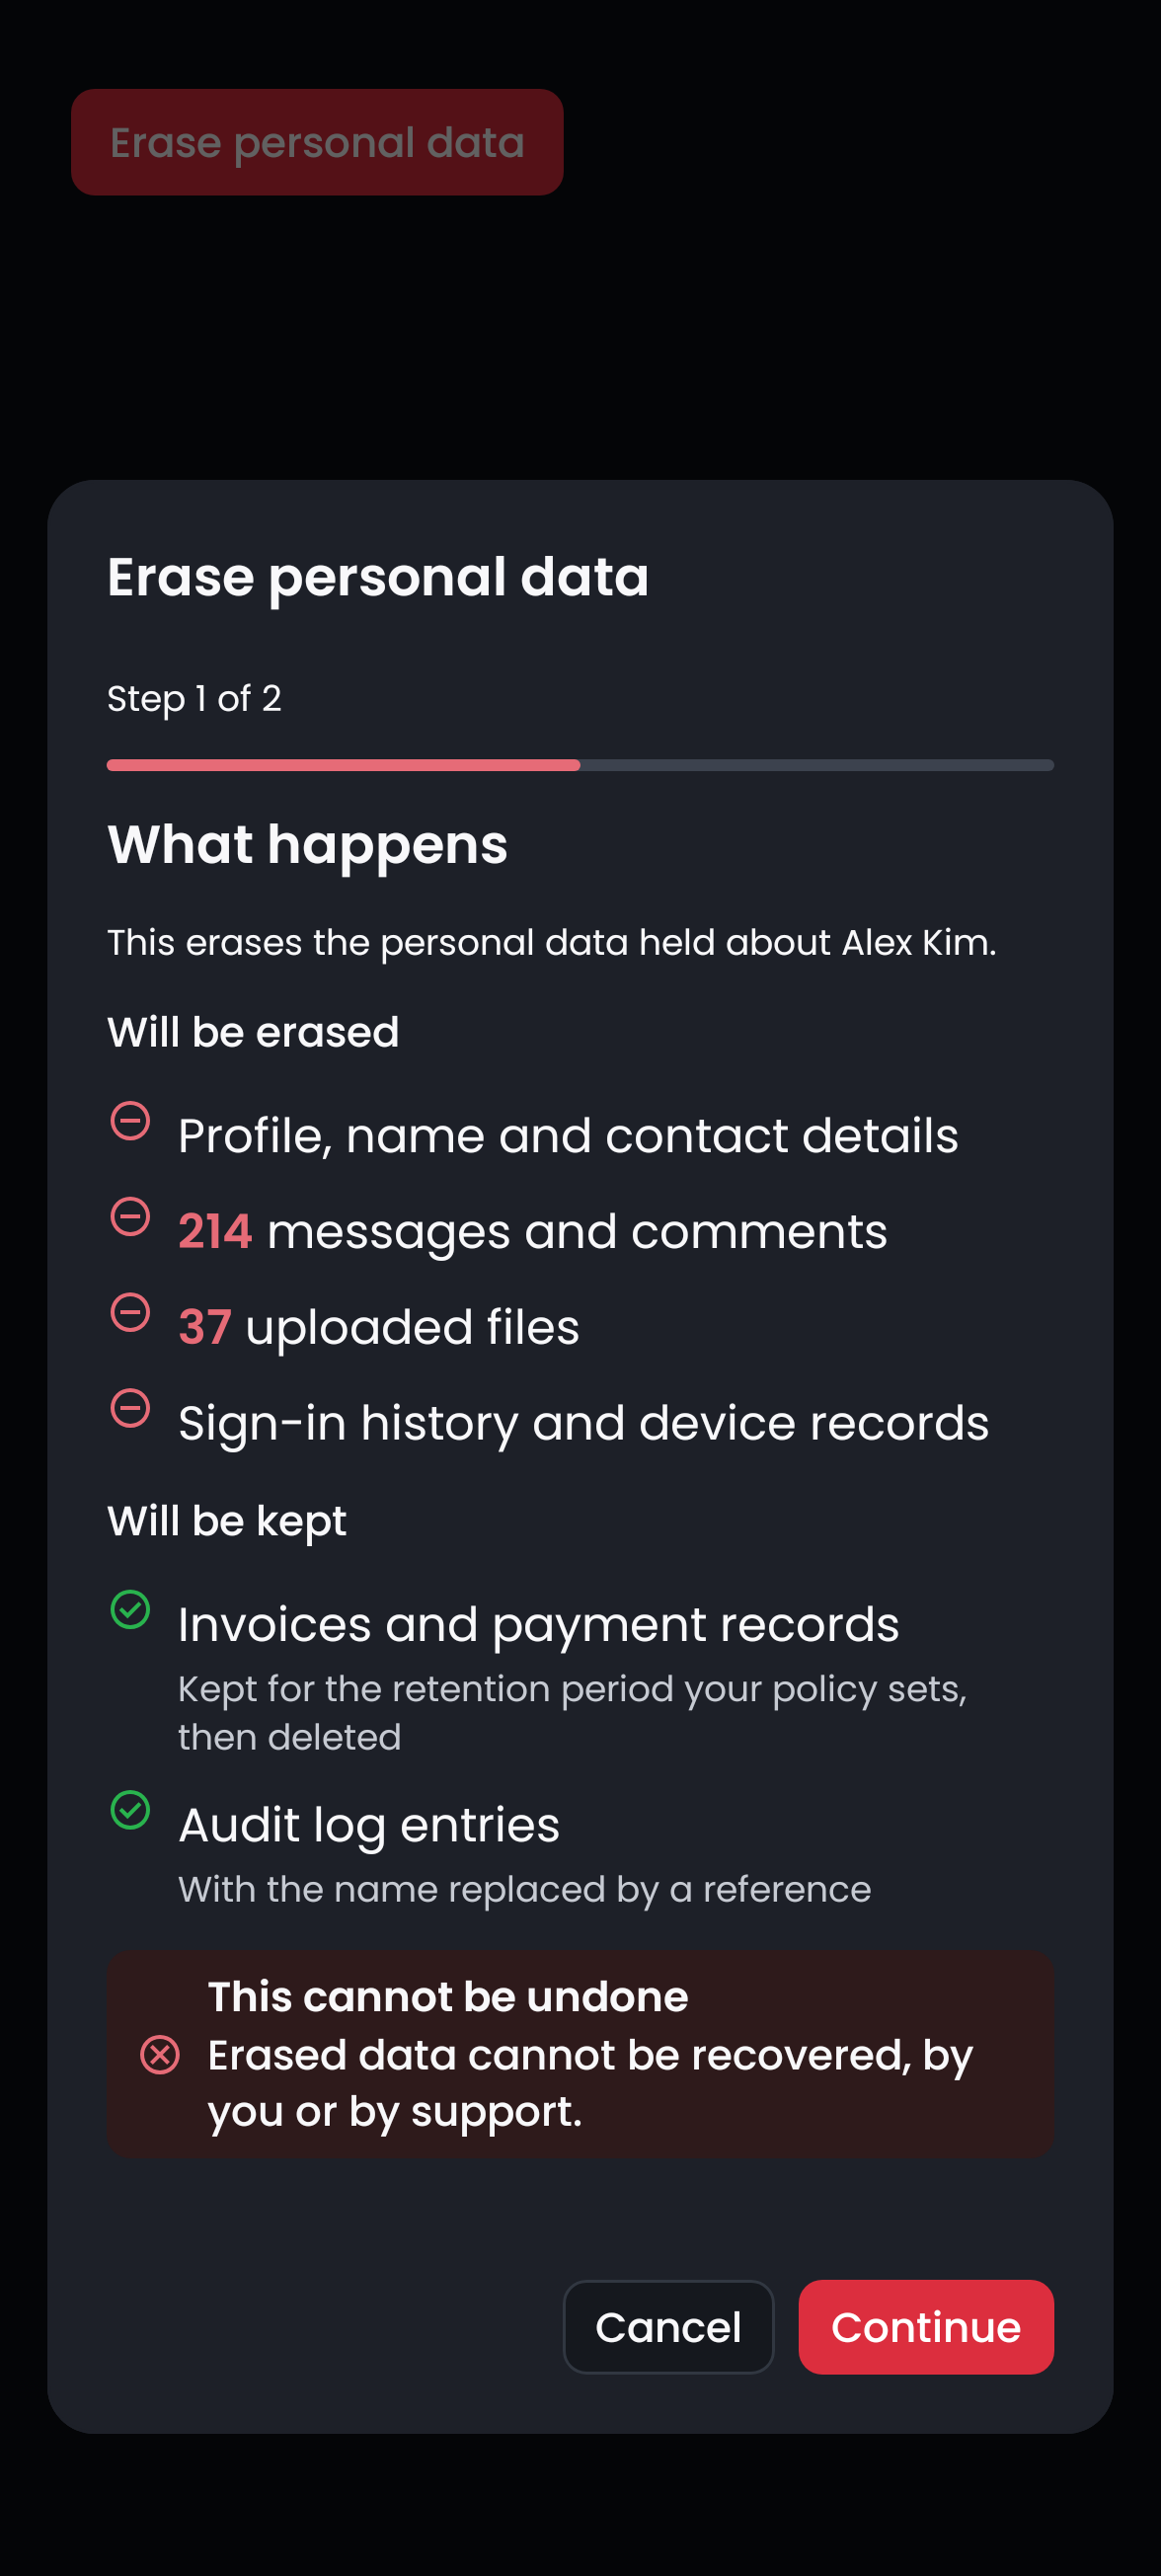 Erase personal data
Erase personal data
Step 1 of 2
What happens
This erases the personal data held about Alex Kim.
Will be erased
Profile, name and contact details
214 messages and comments
37 uploaded files
Sign-in history and device records
Will be kept
Invoices and payment records
Kept for the retention period your policy sets,
then deleted
Audit log entries
With the name replaced by a reference
This cannot be undone
Erased data cannot be recovered, by
you or by support.
Cancel
Continue